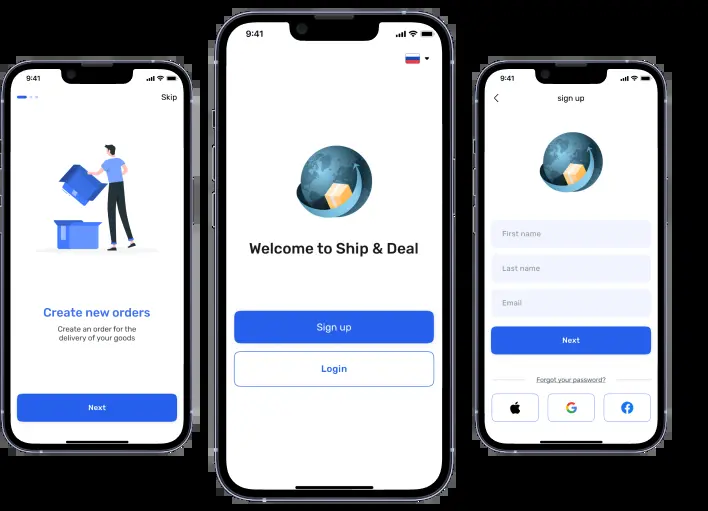 9:41
Skip
Create new orders
Create an order for the
delivery of your goods
Next
9:41
Welcome to Ship & Deal
Sign up
Login
9:41
sign up
First name
Last name
Email
Next
Forgot your password?